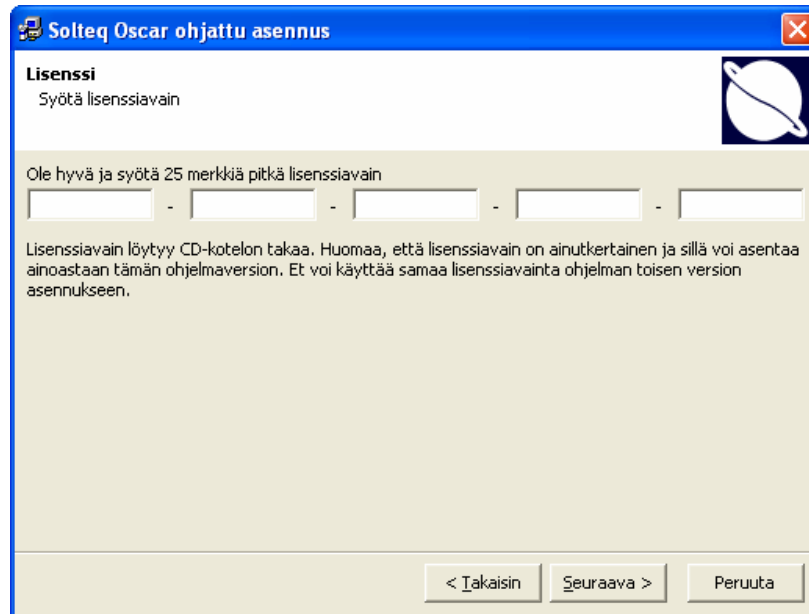 Solteq Oscar ohjattu asennus
Lisenssi
Syötä lisenssiavain
Ole hyvä ja syötä 25 merkkiä pitkä lisenssiavain
- - - -
Lisenssiavain löytyy CD-kotelon takaa. Huomaa, että lisenssiavain on ainutkertainen ja sillä voi asentaa
ainoastaan tämän ohjelmaversion. Et voi käyttää samaa lisenssiavainta ohjelman toisen version
asennukseen.
< Takaisin Seuraava > Peruuta